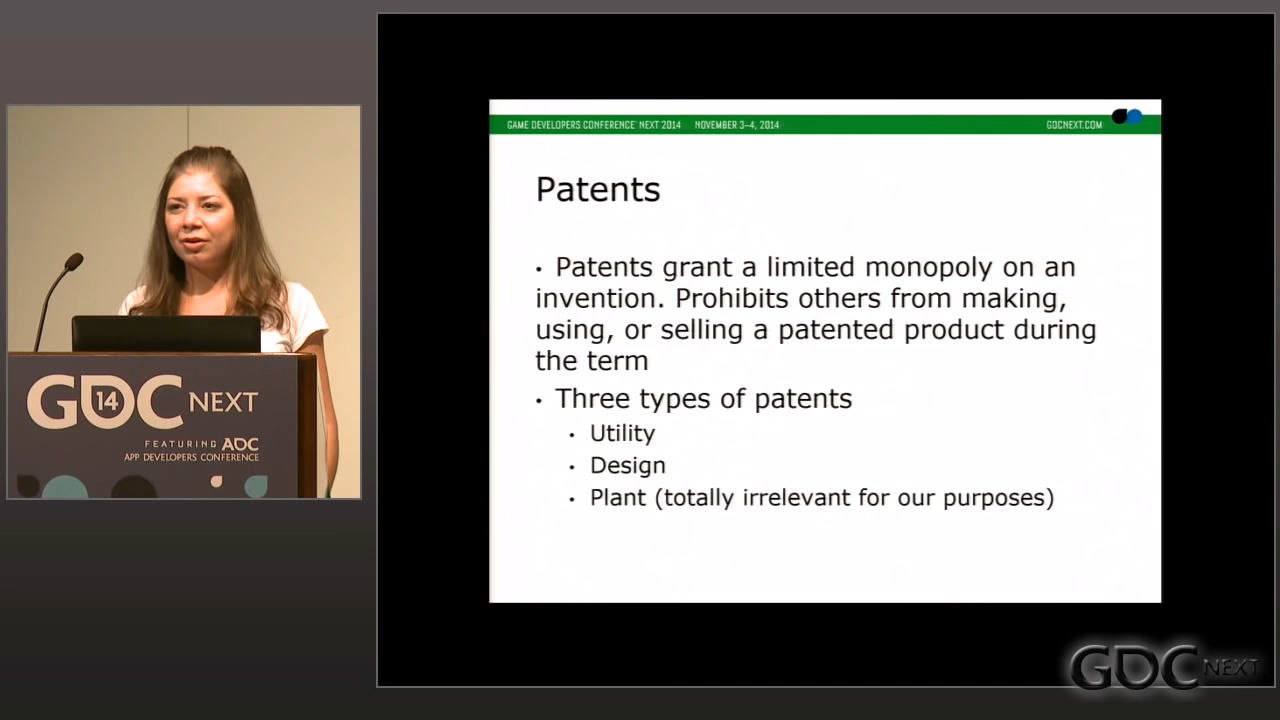 GAME DEVELOPERS CONFERENCE™ NEXT 2014 NOVEMBER 3–4, 2014 GDCNEXT.COM
Patents
• Patents grant a limited monopoly on an
invention. Prohibits others from making,
using, or selling a patented product during
the term
• Three types of patents
• Utility
• Design
• Plant (totally irrelevant for our purposes)
GDC 14 NEXT
FEATURING ADC
APP DEVELOPERS CONFERENCE
GDC NEXT